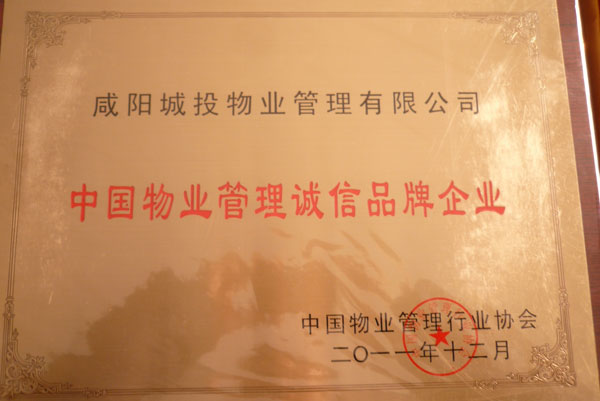 咸阳城投物业管理有限公司
中国物业管理诚信品牌企业
中国物业管理行业协会
二〇一一年十二月